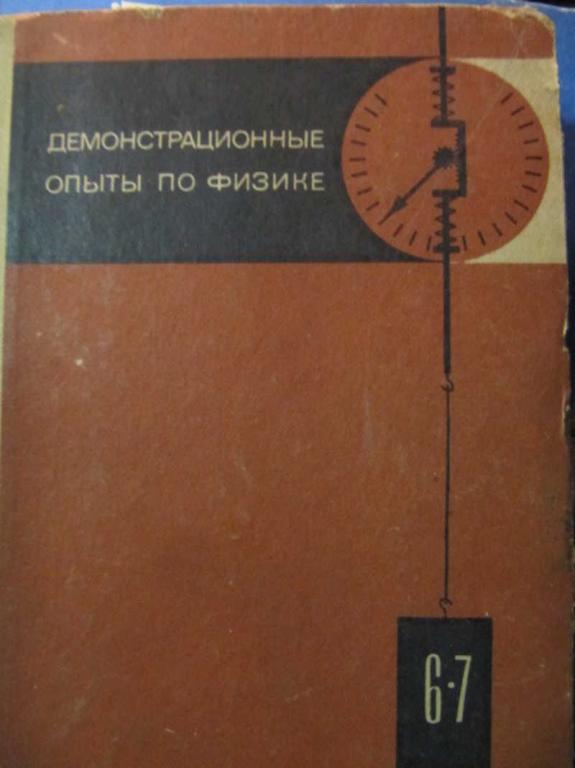 ДЕМОНСТРАЦИОННЫЕ
ОПЫТЫ ПО ФИЗИКЕ
6·7